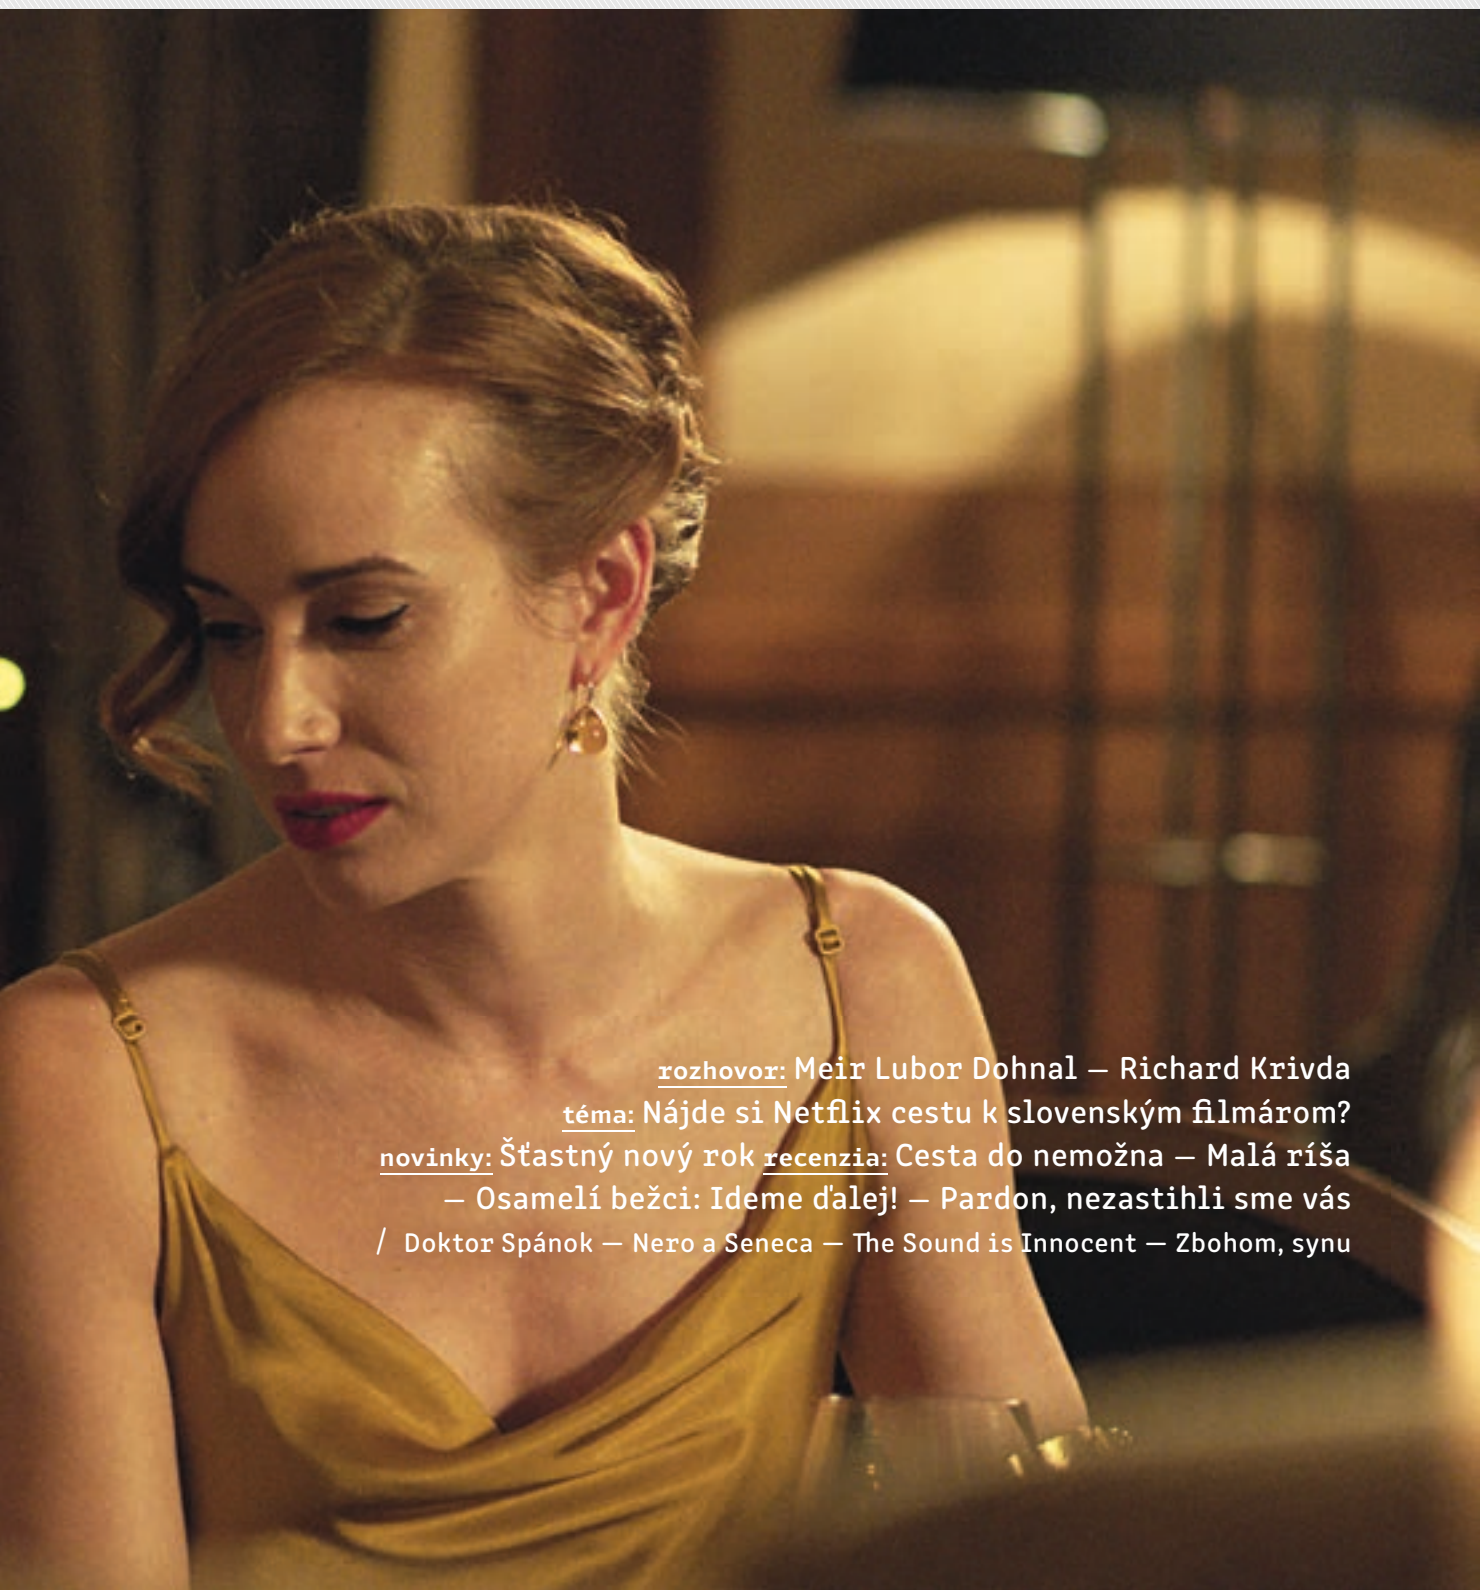 rozhovor: Meir Lubor Dohnal — Richard Krivda
téma: Nájde si Netflix cestu k slovenským filmárom?
novinky: Šťastný nový rok recenzia: Cesta do nemožna — Malá ríša
— Osamelí bežci: Ideme ďalej! — Pardon, nezastihli sme vás
/ Doktor Spánok — Nero a Seneca — The Sound is Innocent — Zbohom, synu